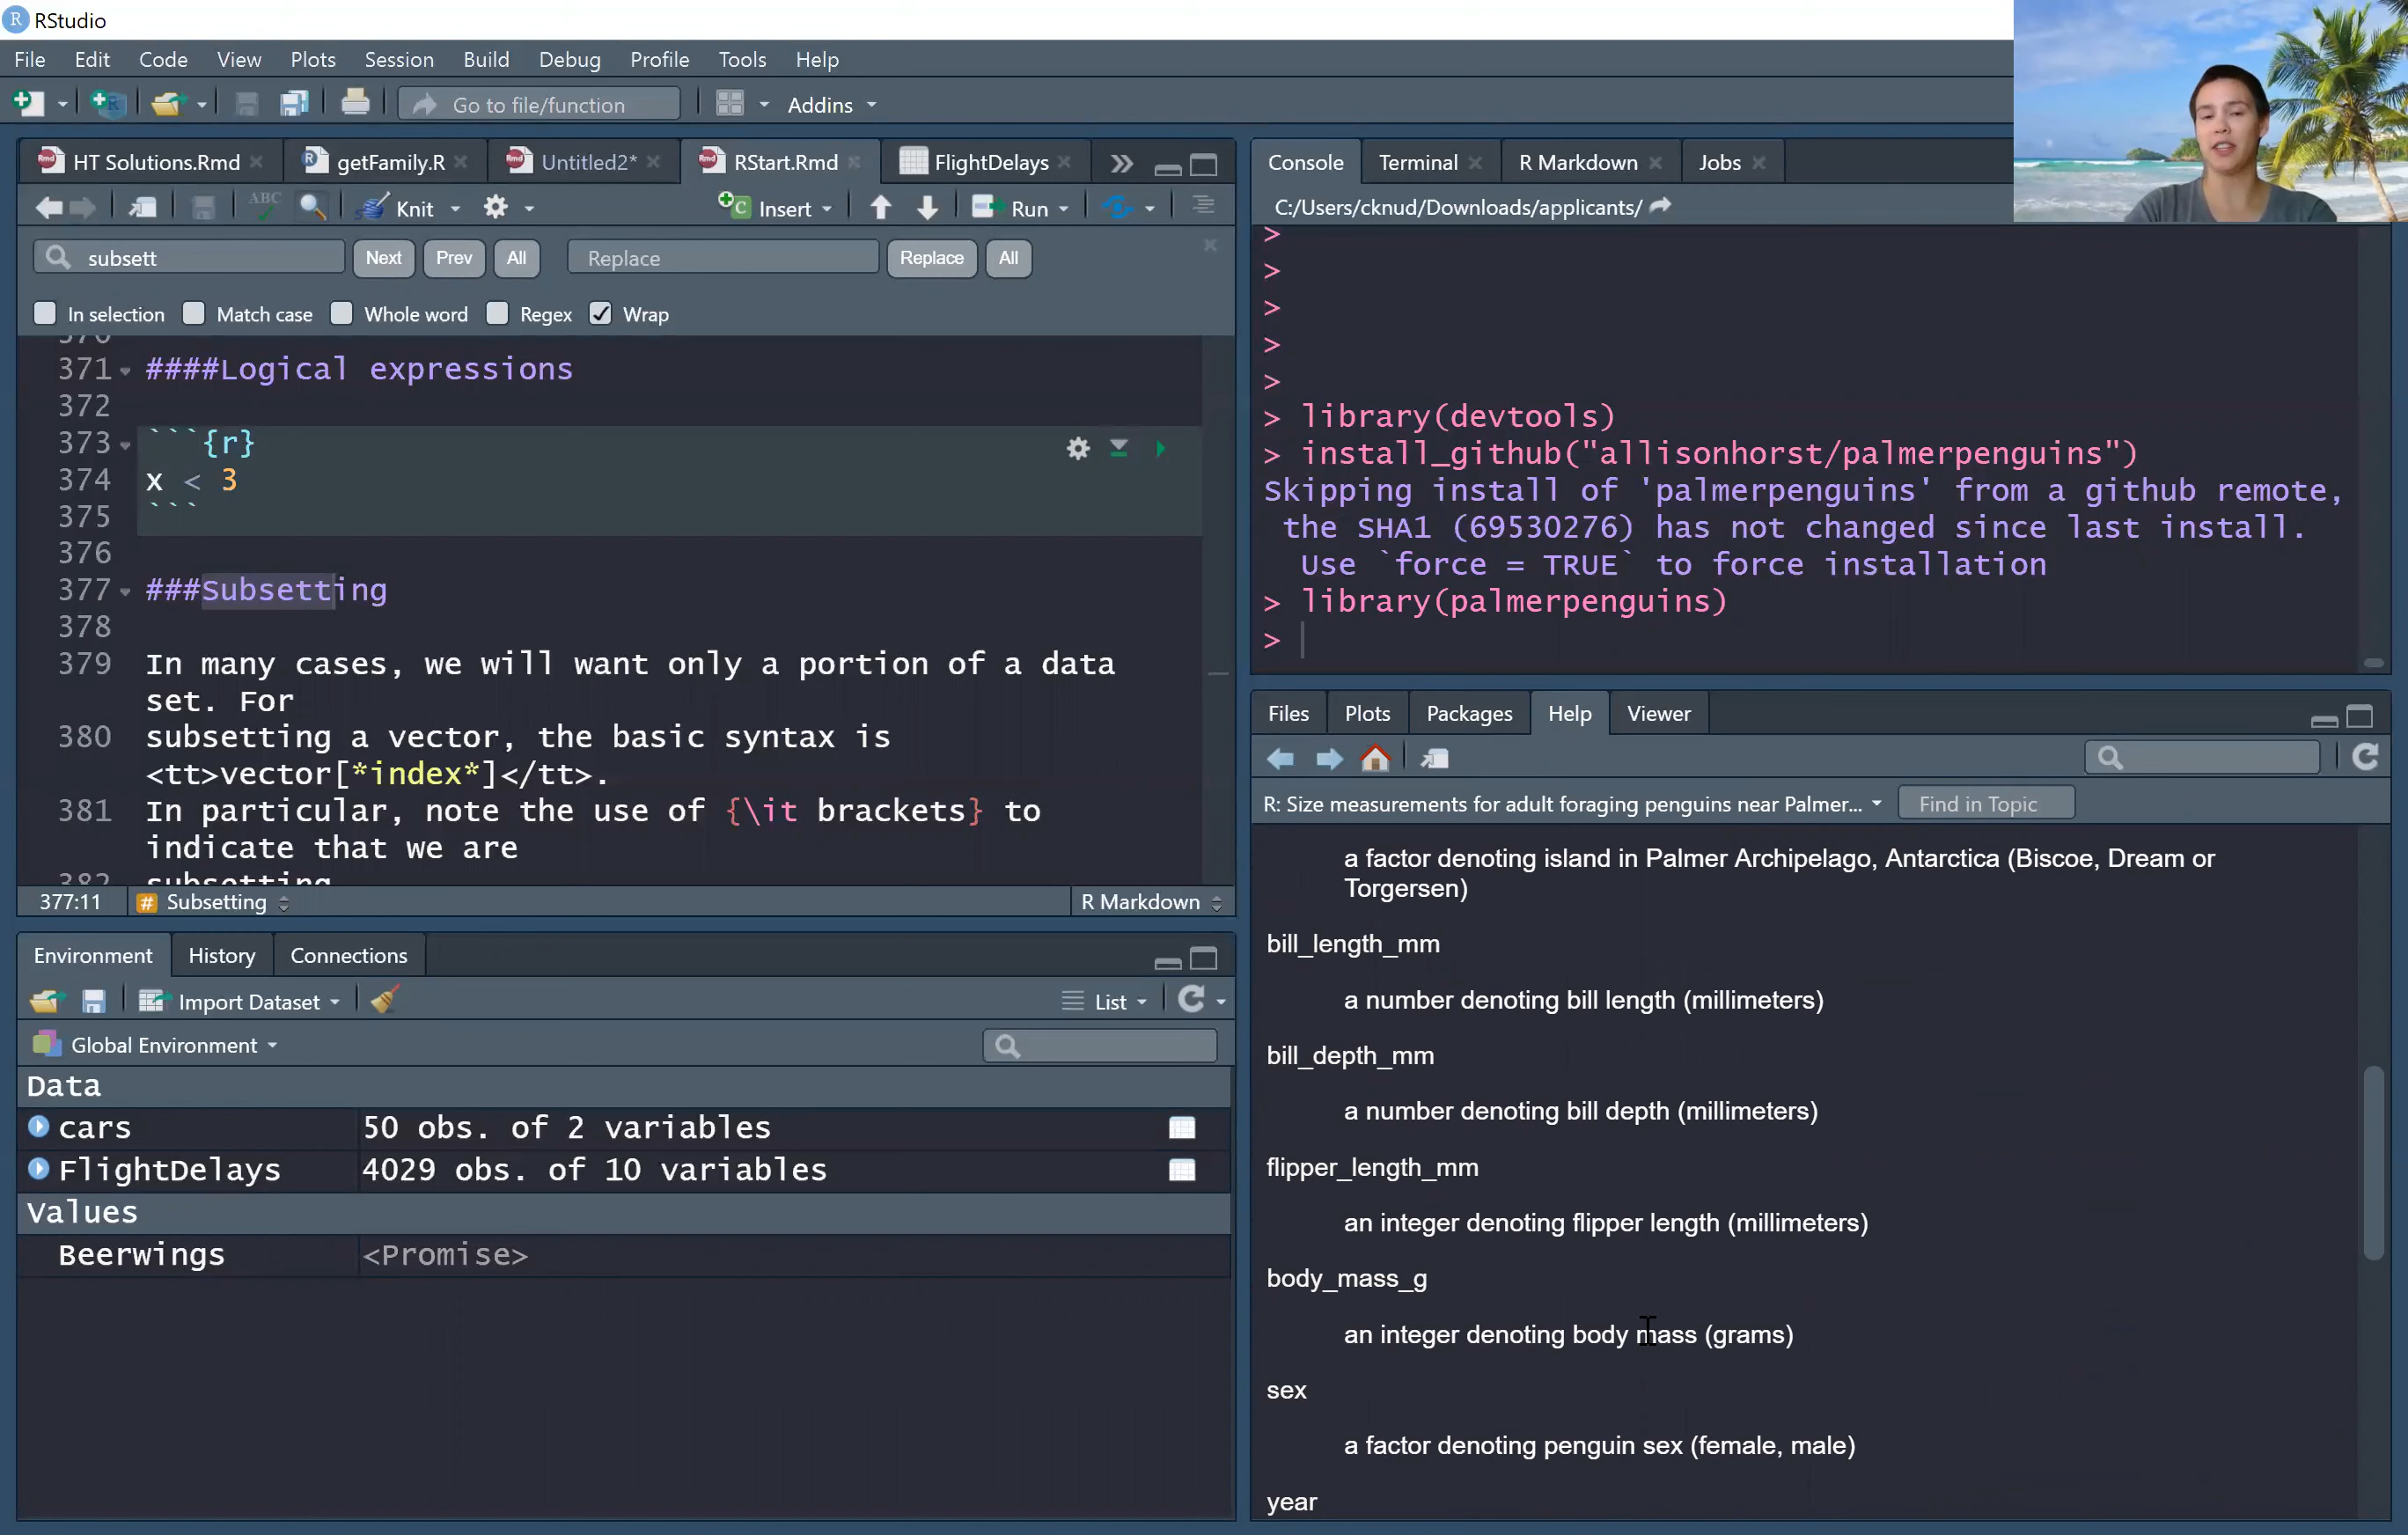 RStudio
File Edit Code View Plots Session Build Debug Profile Tools Help
Go to file/function Addins
HT Solutions.Rmd getFamily.R Untitled2* RStart.Rmd FlightDelays
ABC Knit Insert Run
subsett Next Prev All Replace Replace All
In selection Match case Whole word Regex Wrap
370
371 ####Logical expressions
372
373 ```{r}
374 x < 3
375 ```
376
377 ###Subsetting
378
379 In many cases, we will want only a portion of a data
set. For
380 subsetting a vector, the basic syntax is
<tt>vector[*index*]</tt>.
381 In particular, note the use of {\it brackets} to
indicate that we are
382 subsetting
377:11 # Subsetting R Markdown
Environment History Connections
Import Dataset List
Global Environment
Data
cars 50 obs. of 2 variables
FlightDelays 4029 obs. of 10 variables
Values
Beerwings <Promise>
Console Terminal R Markdown Jobs
C:/Users/cknud/Downloads/applicants/
>
>
>
>
>
> library(devtools)
> install_github("allisonhorst/palmerpenguins")
Skipping install of 'palmerpenguins' from a github remote,
the SHA1 (69530276) has not changed since last install.
Use `force = TRUE` to force installation
> library(palmerpenguins)
>
Files Plots Packages Help Viewer
R: Size measurements for adult foraging penguins near Palmer... Find in Topic
a factor denoting island in Palmer Archipelago, Antarctica (Biscoe, Dream or
Torgersen)
bill_length_mm
a number denoting bill length (millimeters)
bill_depth_mm
a number denoting bill depth (millimeters)
flipper_length_mm
an integer denoting flipper length (millimeters)
body_mass_g
an integer denoting body mass (grams)
sex
a factor denoting penguin sex (female, male)
year